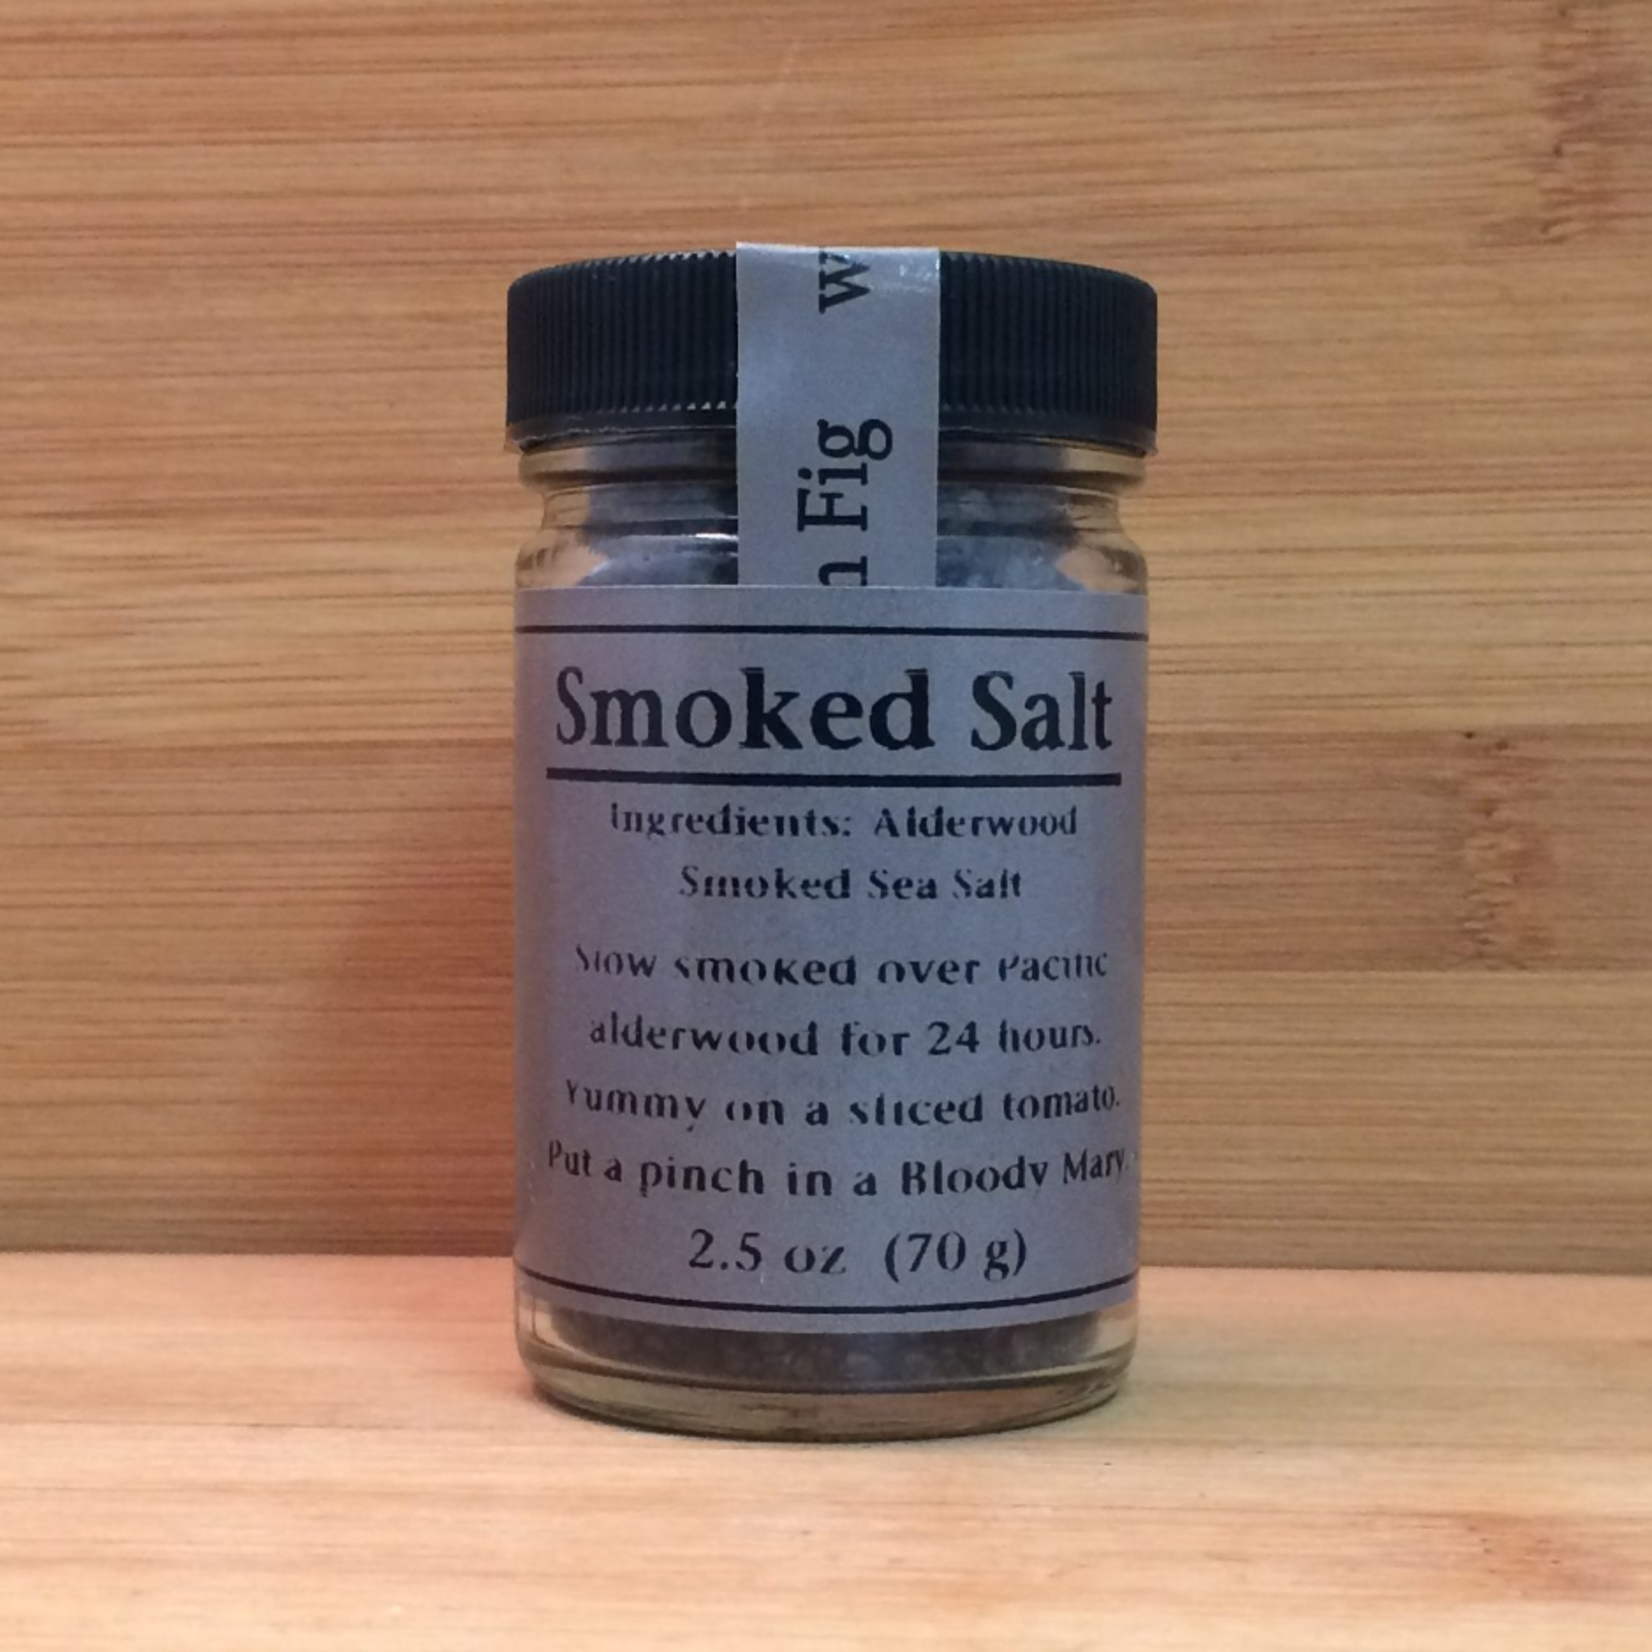 w
n Fig
Smoked Salt
Ingredients: Alderwood
Smoked Sea Salt
Slow smoked over Pacific
alderwood for 24 hours.
Yummy on a sliced tomato.
Put a pinch in a Bloody Mary.
2.5 oz (70 g)